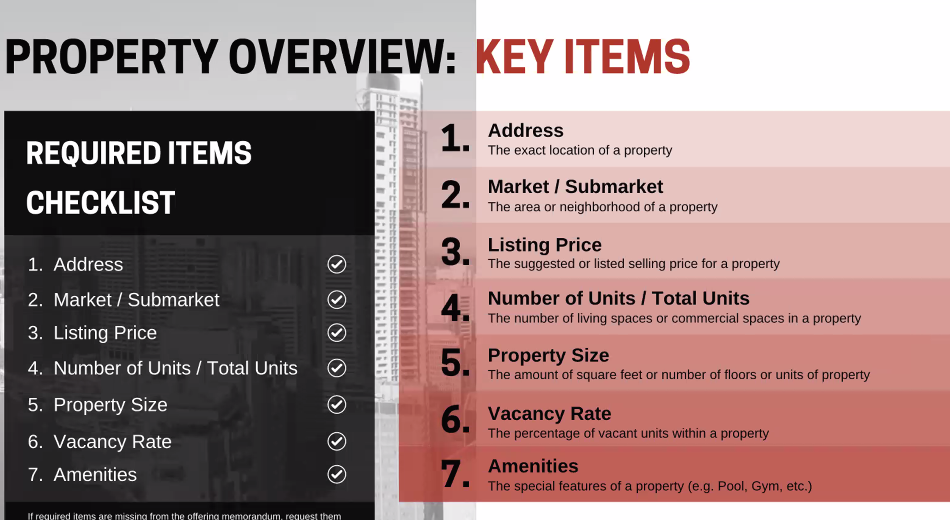 PROPERTY OVERVIEW: KEY ITEMS
REQUIRED ITEMS
CHECKLIST
1. Address
2. Market / Submarket
3. Listing Price
4. Number of Units / Total Units
5. Property Size
6. Vacancy Rate
7. Amenities
If required items are missing from the offering memorandum, request them
1. Address
The exact location of a property
2. Market / Submarket
The area or neighborhood of a property
3. Listing Price
The suggested or listed selling price for a property
4. Number of Units / Total Units
The number of living spaces or commercial spaces in a property
5. Property Size
The amount of square feet or number of floors or units of property
6. Vacancy Rate
The percentage of vacant units within a property
7. Amenities
The special features of a property (e.g. Pool, Gym, etc.)